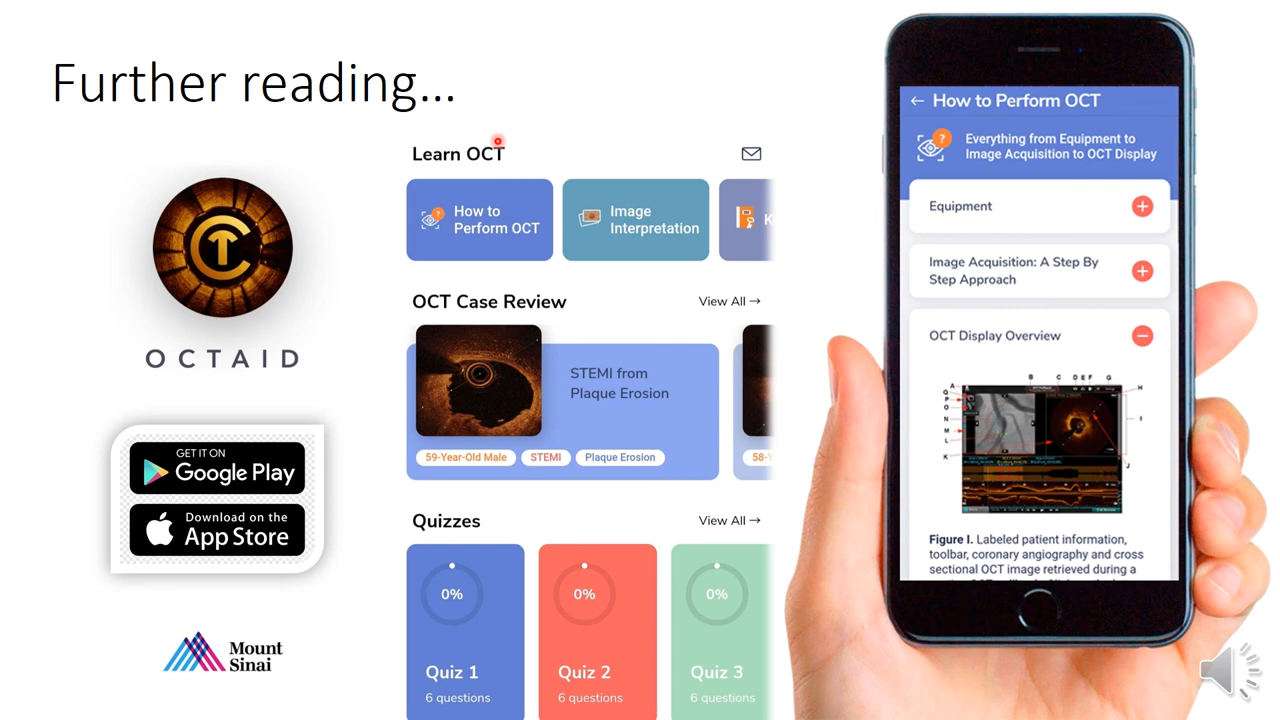 Further reading...
OCTAID
GET IT ON
Google Play
Download on the
App Store
Mount
Sinai
Learn OCT
How to
Perform OCT
Image
Interpretation
K
OCT Case Review
View All →
STEMI from
Plaque Erosion
59-Year-Old Male
STEMI
Plaque Erosion
58-Y
Quizzes
View All →
0%
0%
0%
Quiz 1
6 questions
Quiz 2
6 questions
Quiz 3
6 questions
← How to Perform OCT
?
Everything from Equipment to
Image Acquisition to OCT Display
Equipment
Image Acquisition: A Step By
Step Approach
OCT Display Overview
A
B
C
D
E
F
G
H
Q
P
O
N
M
L
K
I
J
Figure I. Labeled patient information,
toolbar, coronary angiography and cross
sectional OCT image retrieved during a